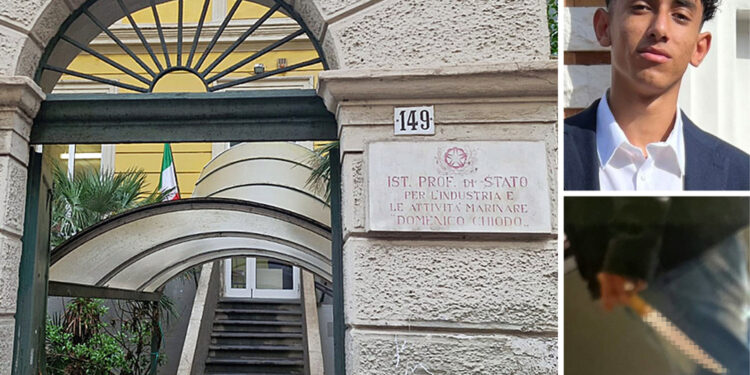 149
IST. PROF. DI STATO
PER L'INDUSTRIA E
LE ATTIVITÀ MARINARE
"DOMENICO CHIODO"